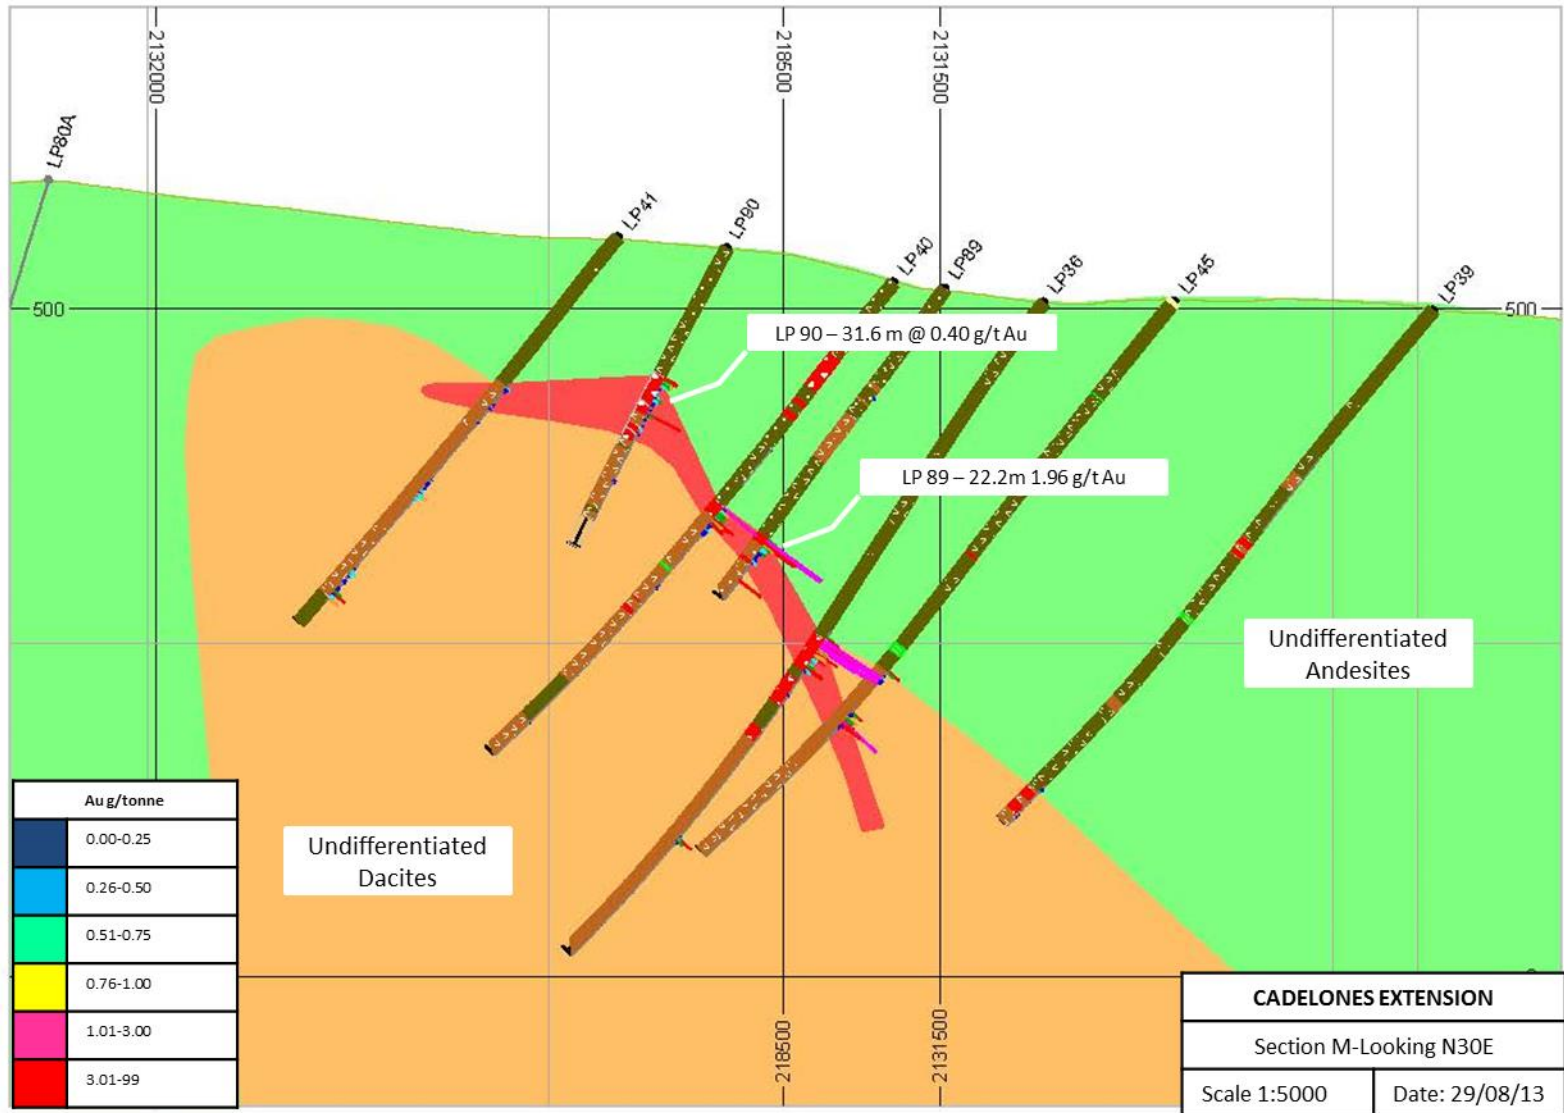 2132000
218500
2131500
LP80A
LP41
LP90
LP40
LP89
LP36
LP45
LP39
500
500
LP 90 – 31.6 m @ 0.40 g/t Au
LP 89 – 22.2m 1.96 g/t Au
Undifferentiated
Andesites
Undifferentiated
Dacites
Au g/tonne
0.00-0.25
0.26-0.50
0.51-0.75
0.76-1.00
1.01-3.00
3.01-99
218500
2131500
CADELONES EXTENSION
Section M-Looking N30E
Scale 1:5000
Date: 29/08/13